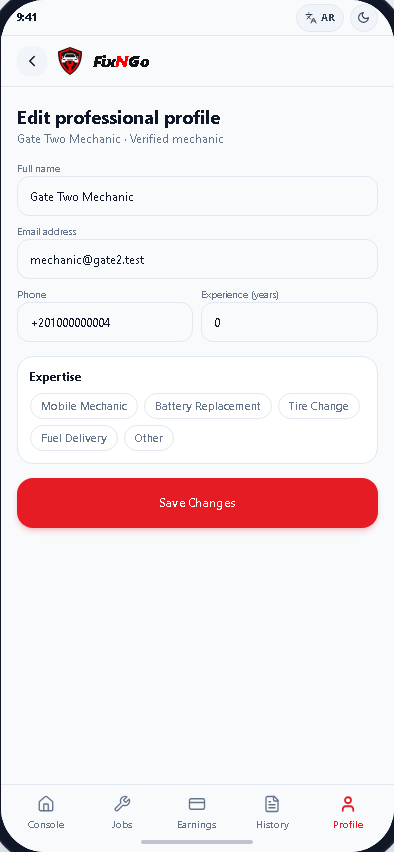 9:41
AR
FixNGo
Edit professional profile
Gate Two Mechanic · Verified mechanic
Full name
Gate Two Mechanic
Email address
mechanic@gate2.test
Phone
Experience (years)
+201000000004
0
Expertise
Mobile Mechanic
Battery Replacement
Tire Change
Fuel Delivery
Other
Save Changes
Console
Jobs
Earnings
History
Profile